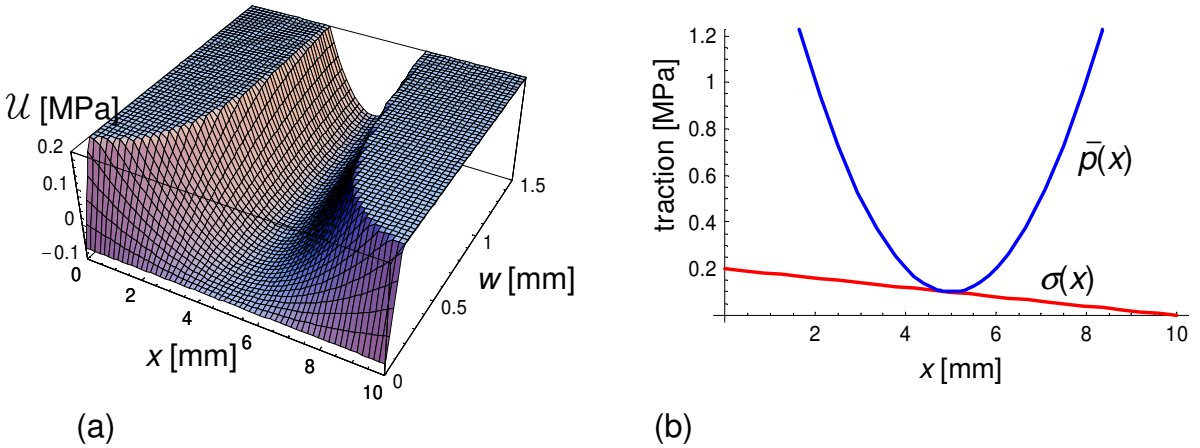 𝒰 [MPa]
0.2
0.1
0
−0.1
0
2
4
6
8
10
x [mm]
0
0.5
1
1.5
w [mm]
(a)
traction [MPa]
1.2
1
0.8
0.6
0.4
0.2
2
4
6
8
10
x [mm]
p̄(x)
σ(x)
(b)